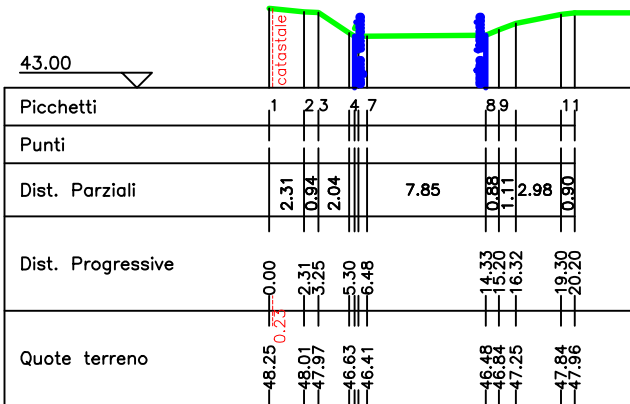 catastale
43.00
Picchetti 1 2 3 4 7 8 9 11
Punti
Dist. Parziali 2.31 0.94 2.04 7.85 0.88 1.11 2.98 0.90
Dist. Progressive 0.00 2.31 3.25 5.30 6.48 14.33 15.20 16.32 19.30 20.20
0.23
Quote terreno 48.25 48.01 47.97 46.63 46.41 46.48 46.84 47.25 47.84 47.96